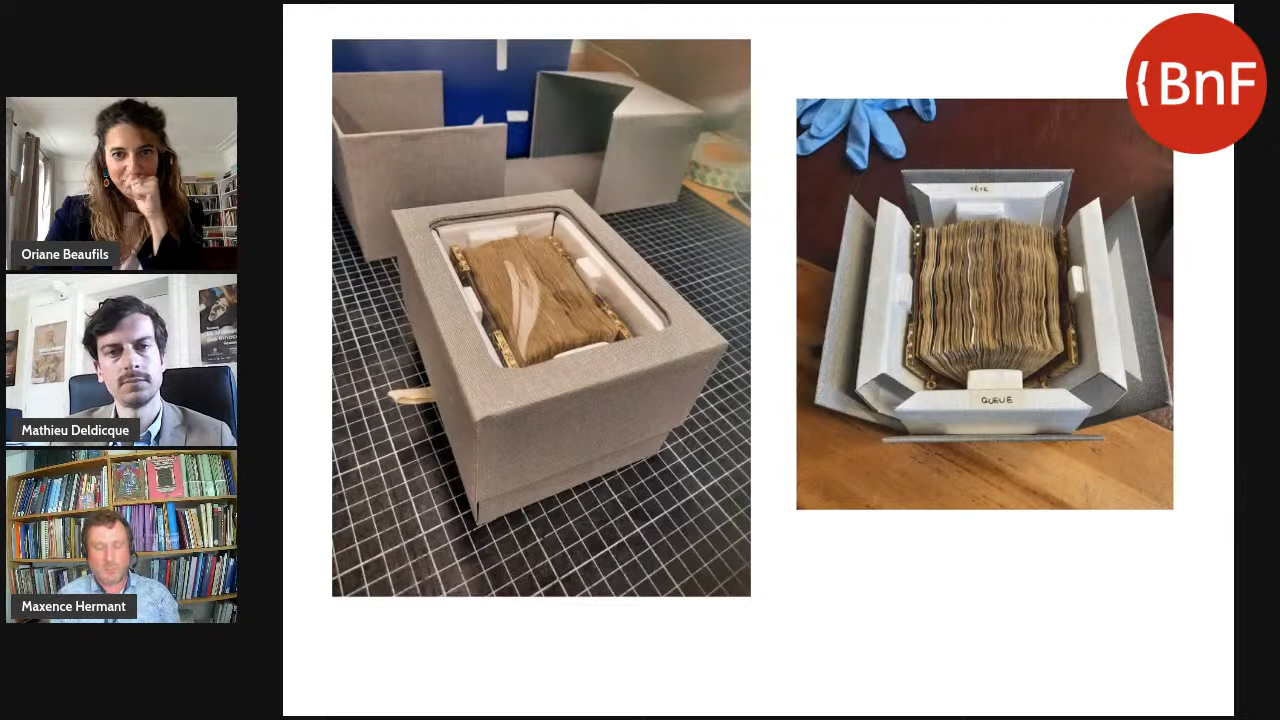 Oriane Beaufils
Mathieu Deldicque
Maxence Hermant
TÊTE
QUEUE
{BnF